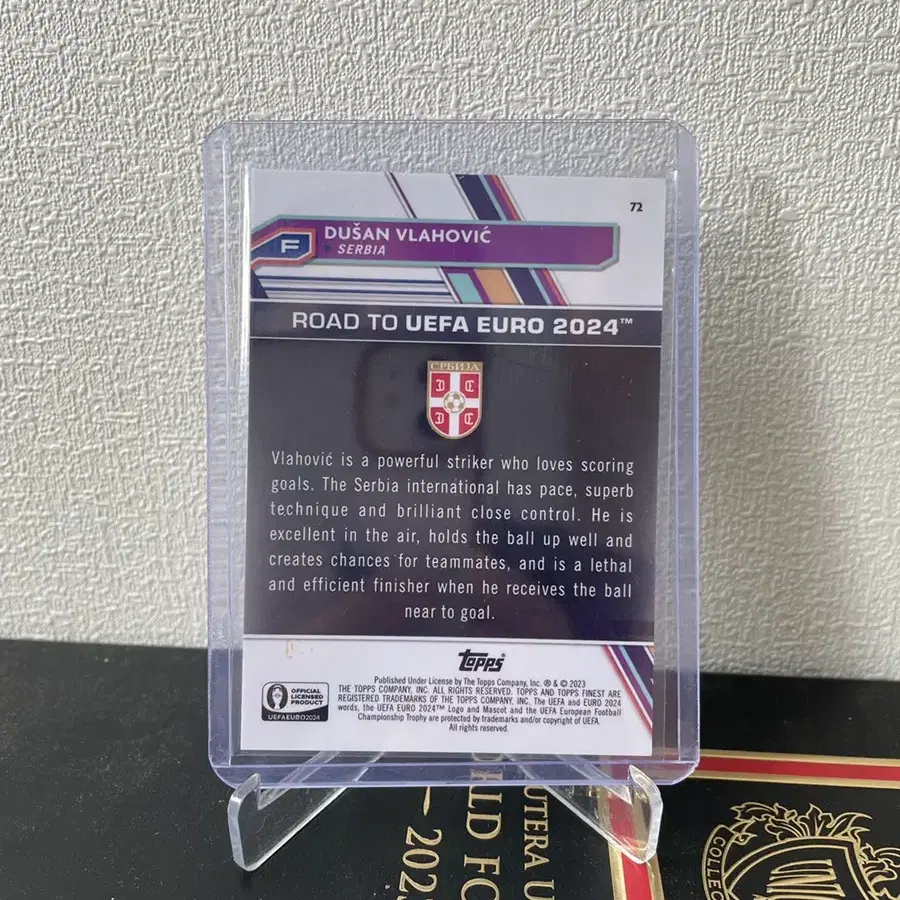 72
DUŠAN VLAHOVIĆ
F
SERBIA
ROAD TO UEFA EURO 2024™
СРБИЈА
Vlahović is a powerful striker who loves scoring
goals. The Serbia international has pace, superb
technique and brilliant close control. He is
excellent in the air, holds the ball up well and
creates chances for teammates, and is a lethal
and efficient finisher when he receives the ball
near to goal.
topps®
Published Under License by The Topps Company, Inc. ® & © 2023
THE TOPPS COMPANY, INC. ALL RIGHTS RESERVED. TOPPS AND TOPPS FINEST ARE
REGISTERED TRADEMARKS OF THE TOPPS COMPANY, INC. The UEFA and EURO 2024
words, the UEFA EURO 2024™ Logo and Mascot and the UEFA European Football
Championship Trophy are protected by trademarks and/or copyright of UEFA.
All rights reserved.
OFFICIAL
LICENSED
PRODUCT
UEFA EURO2024
FUTERA U
RLD FO